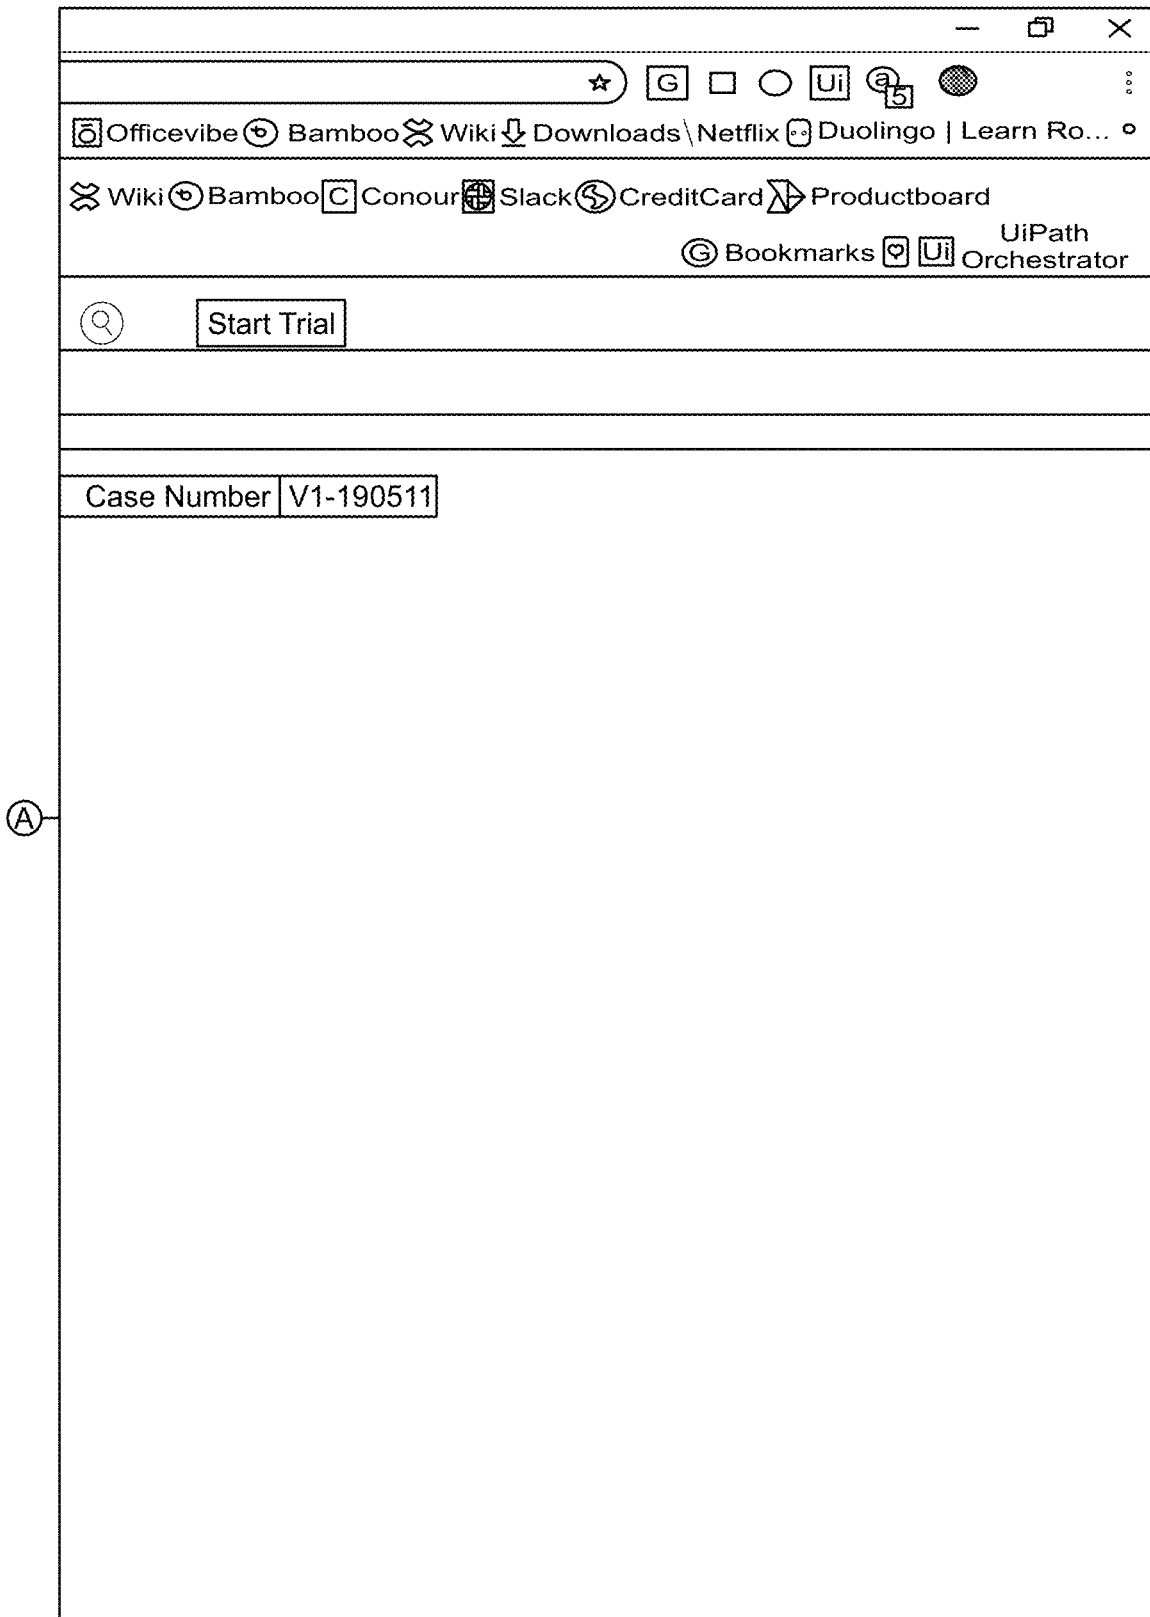 G Ui a 5
Ō Officevibe Bamboo Wiki Downloads \ Netflix Duolingo | Learn Ro...
Wiki Bamboo C Conour Slack S CreditCard Productboard
G Bookmarks Ui UiPath
Orchestrator
Start Trial
Case Number V1-190511
A